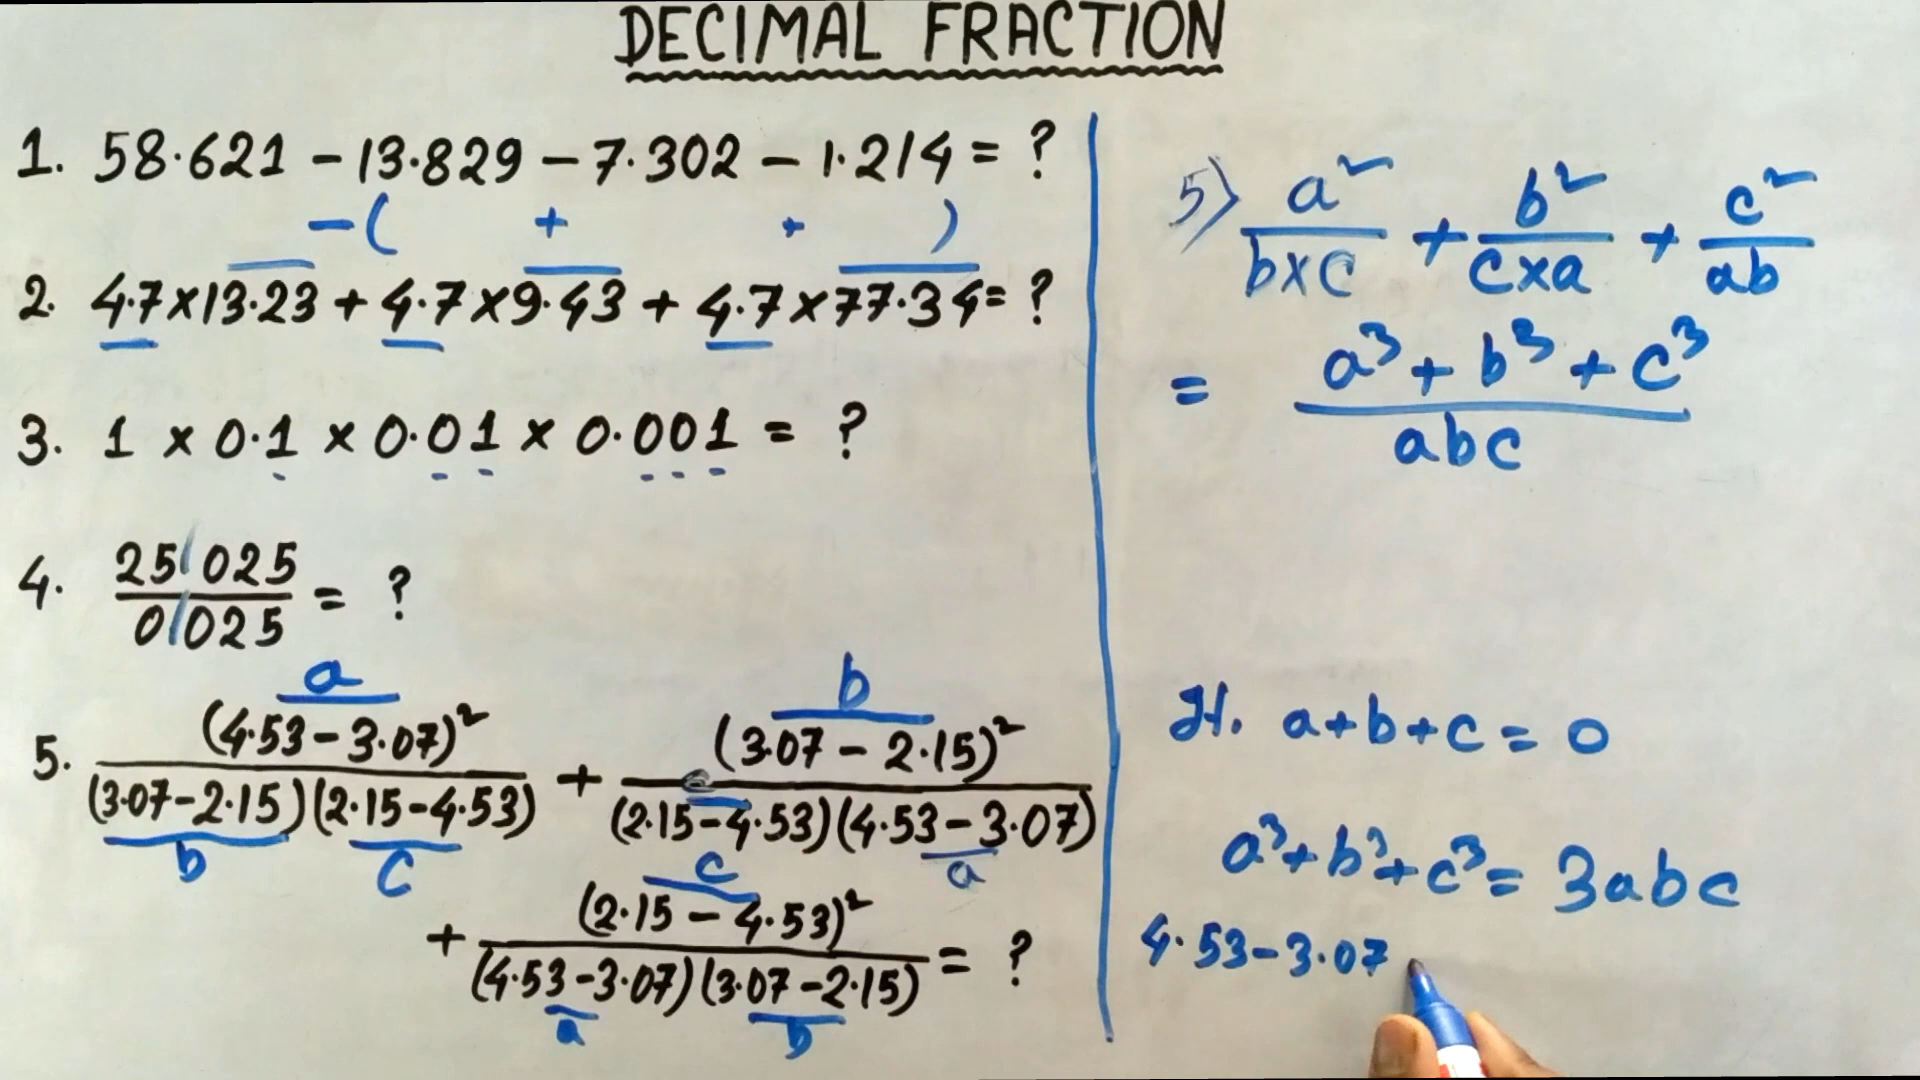 DECIMAL FRACTION
1. 58.621 - 13.829 - 7.302 - 1.214 = ?
- ( + + )
2. 4.7 × 13.23 + 4.7 × 9.43 + 4.7 × 77.34 = ?
3. 1 × 0.1 × 0.01 × 0.001 = ?
4. 25/025
0/025 = ?
a b
5. (4.53 - 3.07)² + (3.07 - 2.15)²
(3.07 - 2.15)(2.15 - 4.53) (2.15 - 4.53)(4.53 - 3.07)
b c c a
+ (2.15 - 4.53)²
(4.53 - 3.07)(3.07 - 2.15) = ?
a b
5) a² + b² + c²
b×c c×a ab
= a³ + b³ + c³
abc
If. a + b + c = 0
a³ + b³ + c³ = 3abc
4.53 - 3.07